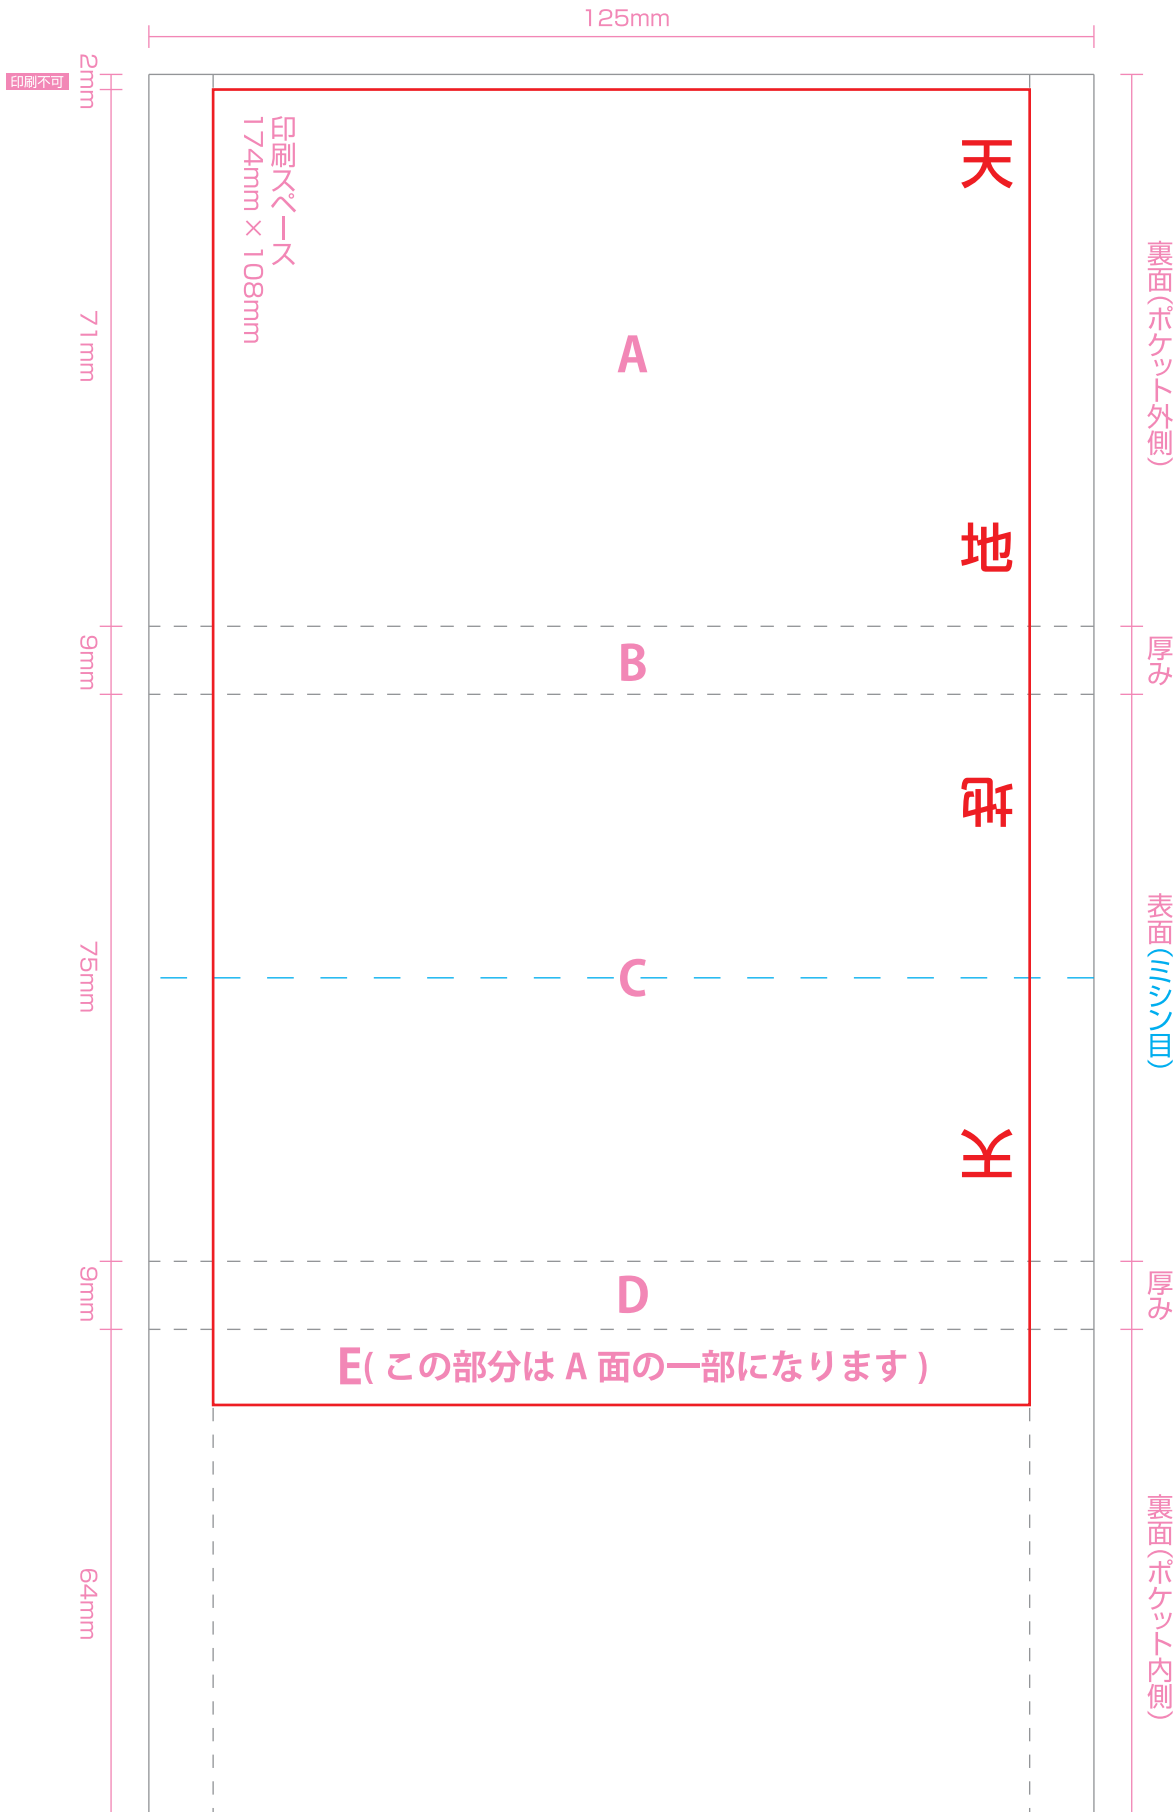 125mm
2mm
印刷不可
印刷スペース
174mm×108mm
天
A
71mm
裏面(ポケット外側)
地
B
9mm
厚み
地
C
75mm
表面(ミシン目)
天
D
9mm
厚み
E(この部分は A 面の一部になります)
64mm
裏面(ポケット内側)